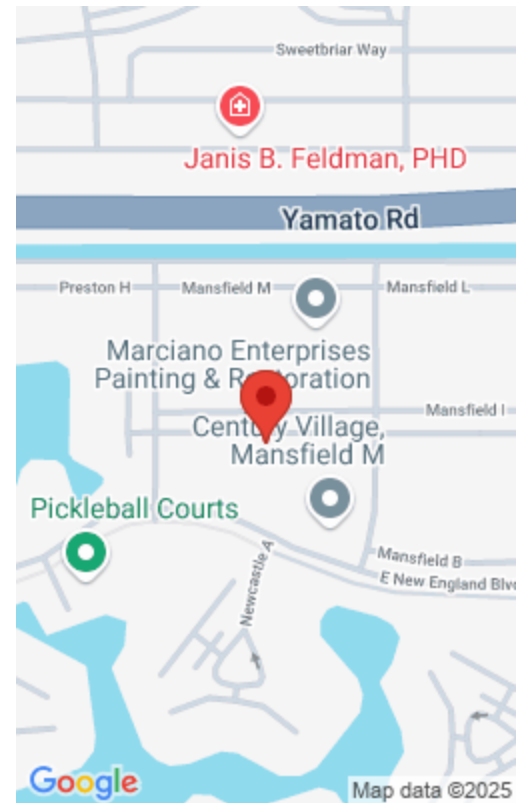 Sweetbriar Way
Janis B. Feldman, PHD
Yamato Rd
Preston H
Mansfield M
Mansfield L
Marciano Enterprises
Painting & Restoration
Mansfield I
Century Village,
Mansfield M
Pickleball Courts
Mansfield B
E New England Blvd
Newcastle A
Google
Map data ©2025